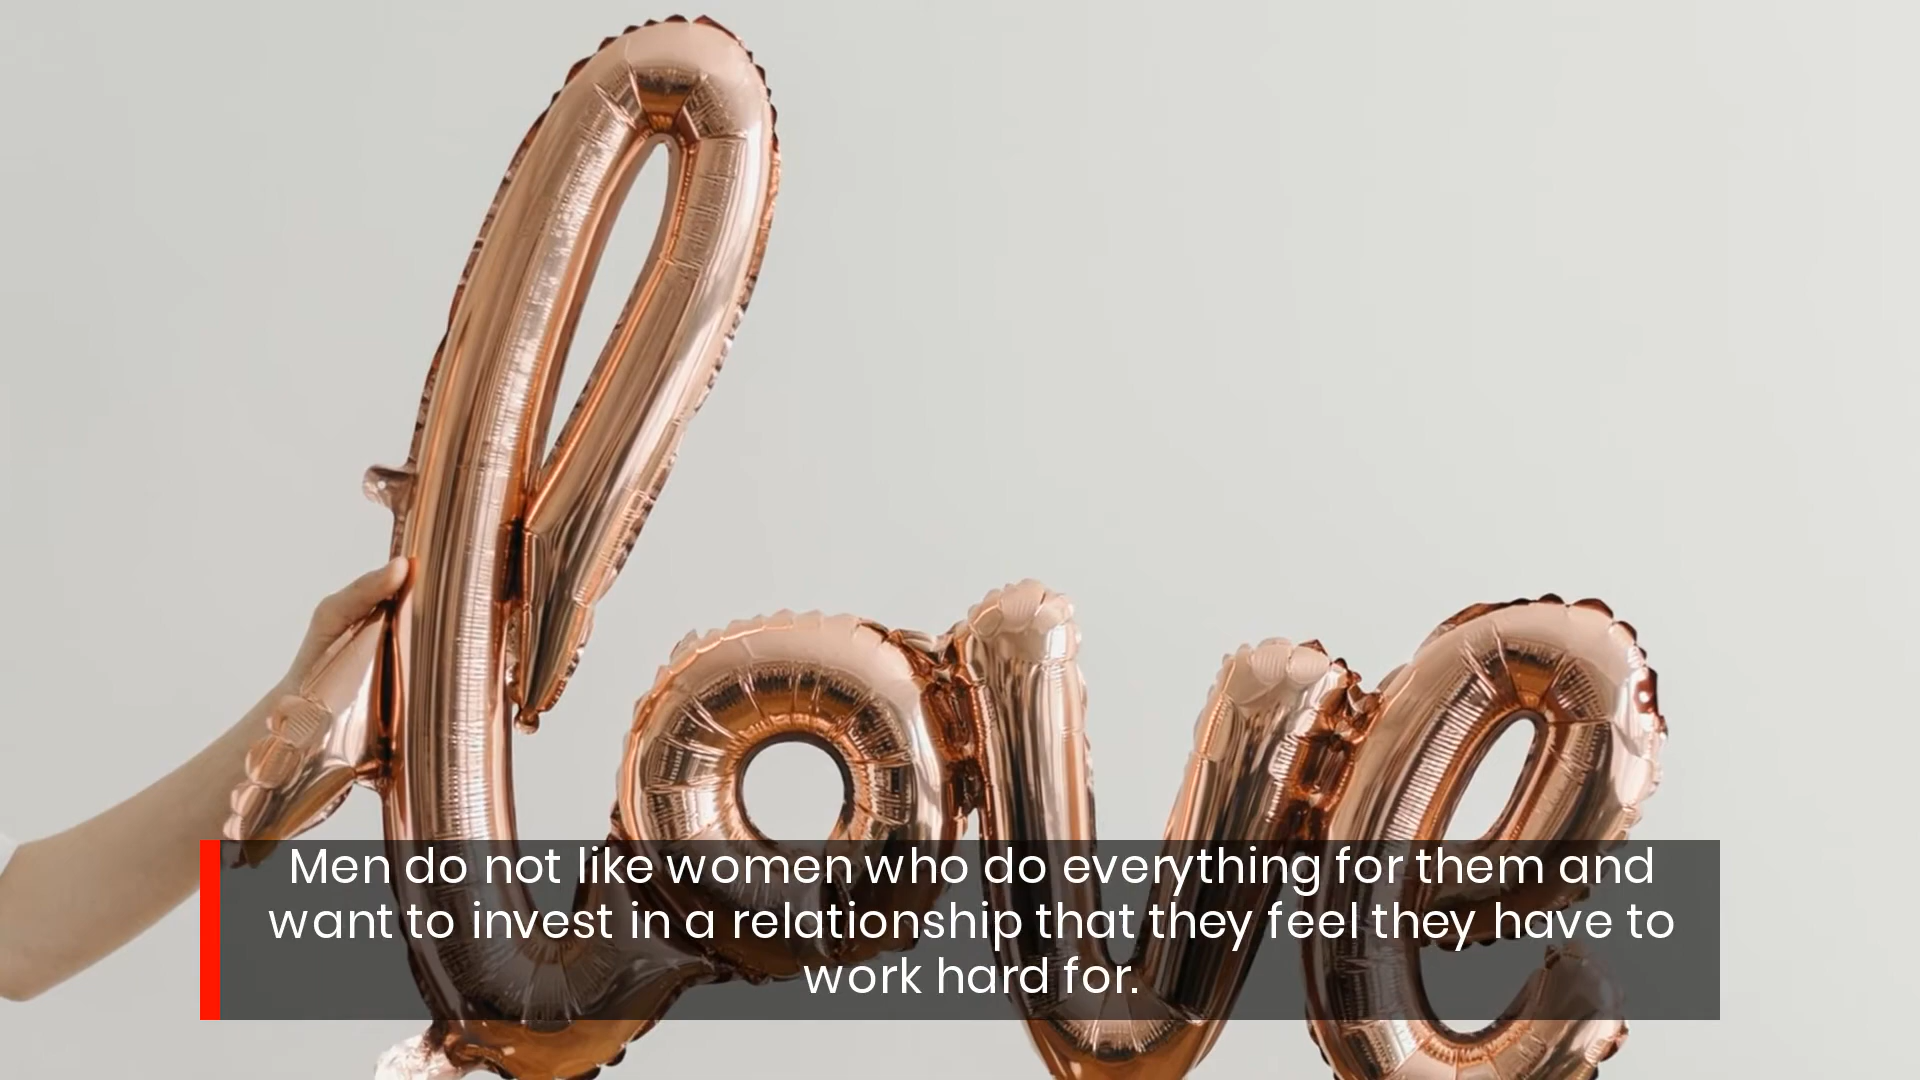 love
Men do not like women who do everything for them and
want to invest in a relationship that they feel they have to
work hard for.